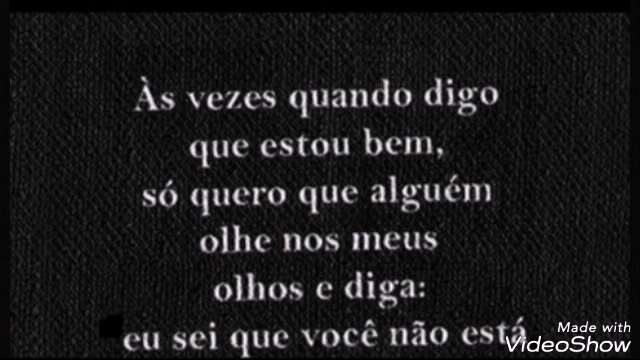 Às vezes quando digo
que estou bem,
só quero que alguém
olhe nos meus
olhos e diga:
eu sei que você não está
Made with
VideoShow